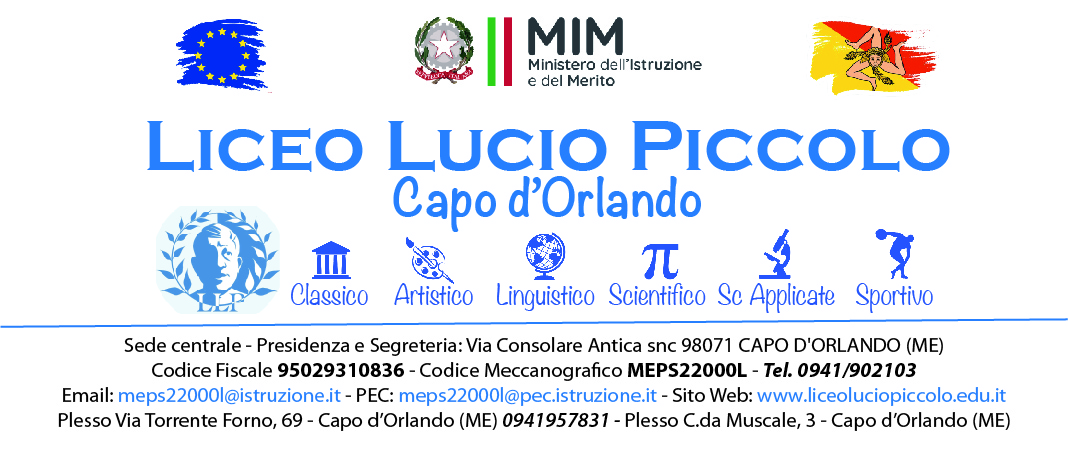 MIM
Ministero dell'Istruzione
e del Merito
LICEO LUCIO PICCOLO
Capo d'Orlando
LLP
Classico Artistico Linguistico Scientifico Sc Applicate Sportivo
π
Sede centrale - Presidenza e Segreteria: Via Consolare Antica snc 98071 CAPO D'ORLANDO (ME)
Codice Fiscale 95029310836 - Codice Meccanografico MEPS22000L - Tel. 0941/902103
Email: meps22000l@istruzione.it - PEC: meps22000l@pec.istruzione.it - Sito Web: www.liceoluciopiccolo.edu.it
Plesso Via Torrente Forno, 69 - Capo d'Orlando (ME) 0941957831 - Plesso C.da Muscale, 3 - Capo d'Orlando (ME)